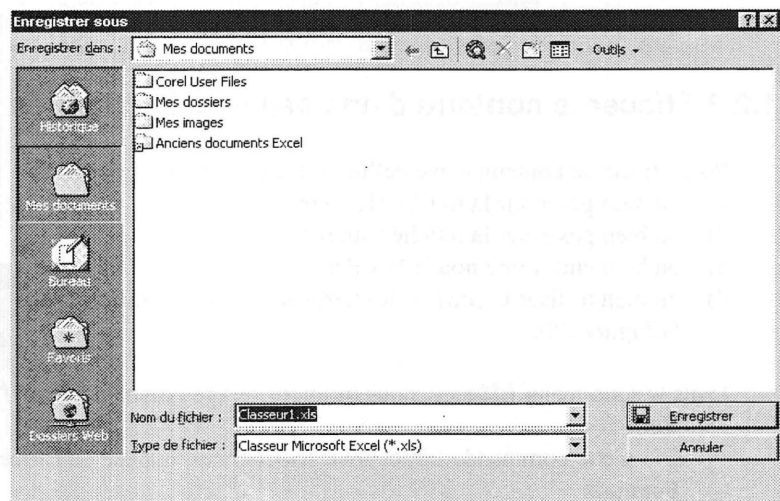 Enregistrer sous
Enregistrer dans :
Mes documents
Outils
Historique
Mes documents
Bureau
Favoris
Dossiers Web
Corel User Files
Mes dossiers
Mes images
Anciens documents Excel
Nom du fichier :
Classeur1.xls
Enregistrer
Type de fichier :
Classeur Microsoft Excel (*.xls)
Annuler